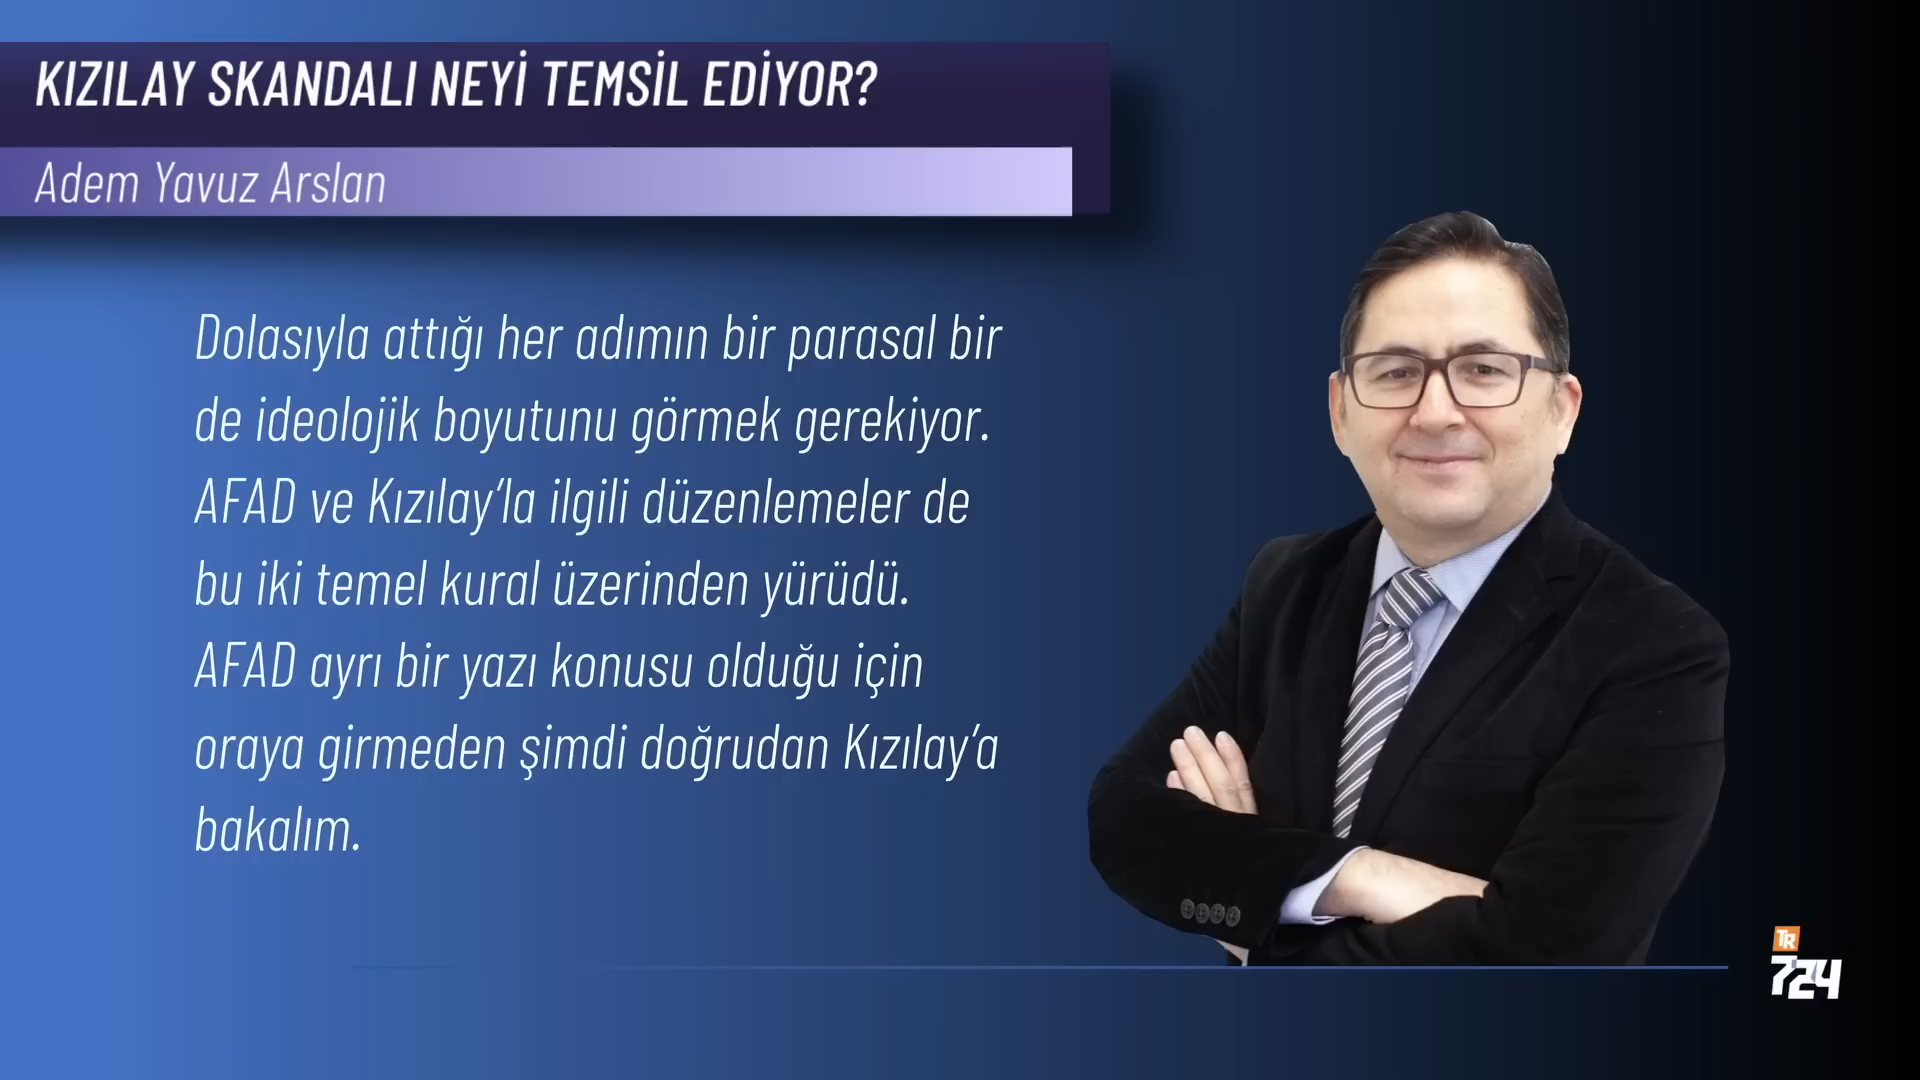 KIZILAY SKANDALI NEYİ TEMSİL EDİYOR?
Adem Yavuz Arslan
Dolasıyla attığı her adımın bir parasal bir
de ideolojik boyutunu görmek gerekiyor.
AFAD ve Kızılay’la ilgili düzenlemeler de
bu iki temel kural üzerinden yürüdü.
AFAD ayrı bir yazı konusu olduğu için
oraya girmeden şimdi doğrudan Kızılay’a
bakalım.
TR
724